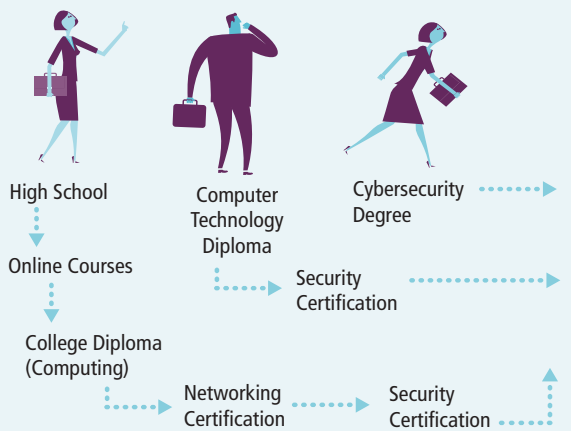 High School
Computer
Technology
Diploma
Cybersecurity
Degree
Online Courses
Security
Certification
College Diploma
(Computing)
Networking
Certification
Security
Certification